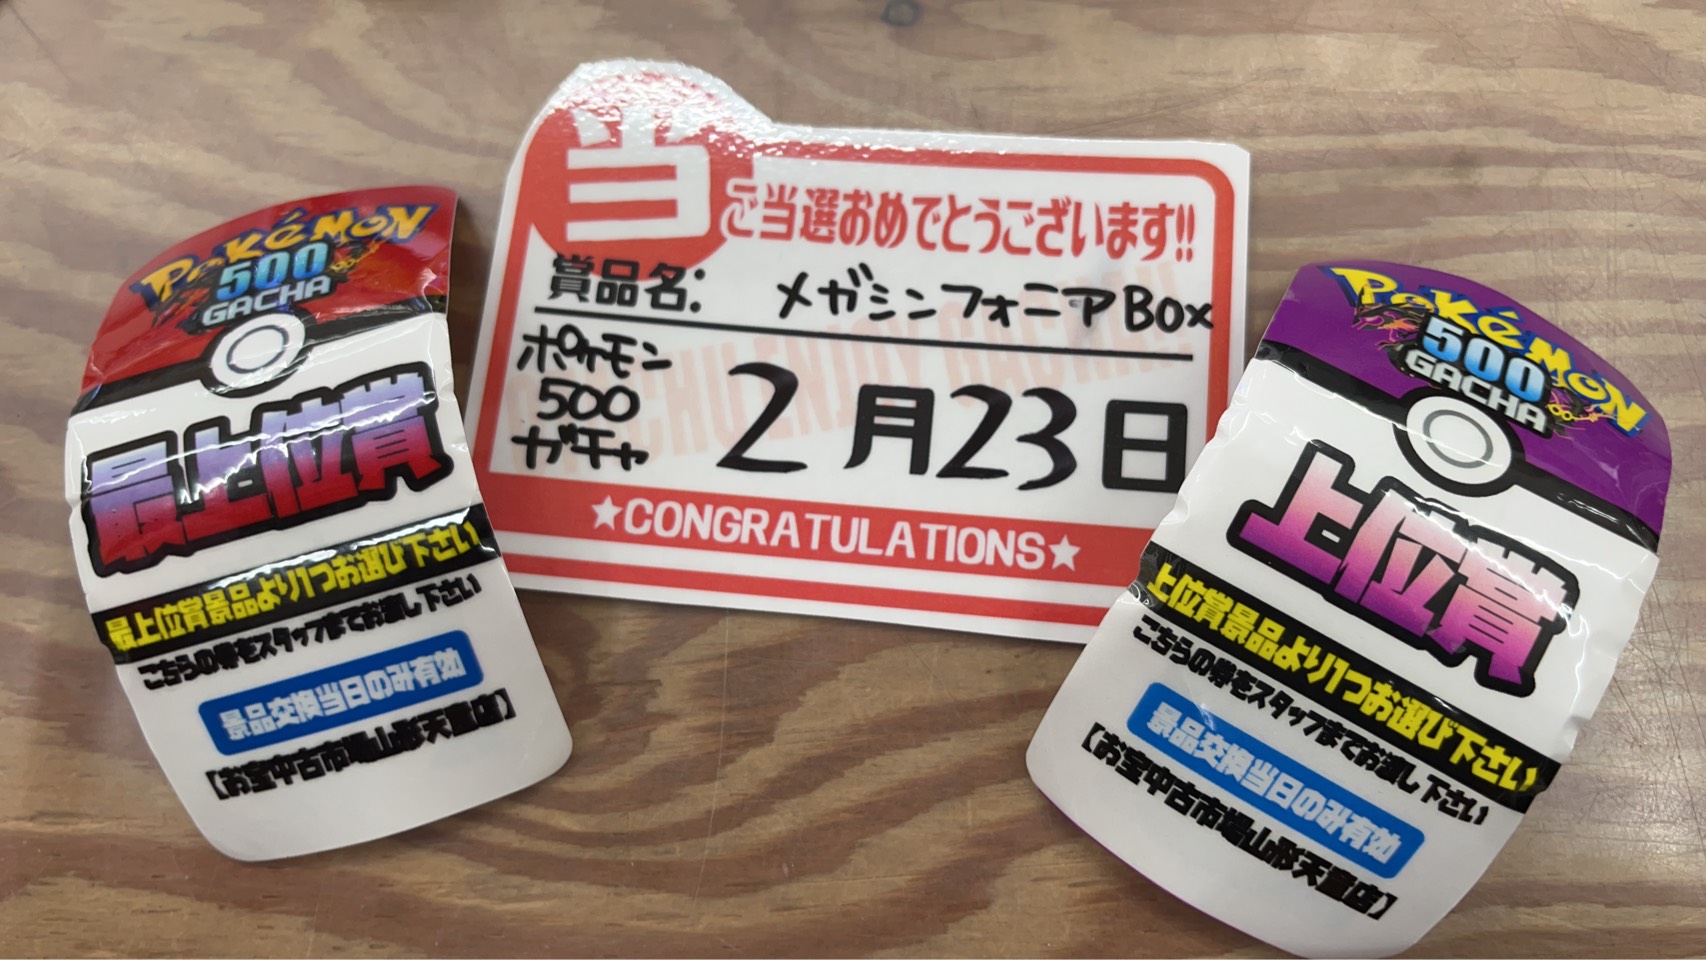 Pokémon
500
GACHA
最上位賞
最上位賞景品より1つお選び下さい
こちらの券をスタッフまでお渡し下さい
景品交換当日のみ有効
【お宝中古市場山形天童店】
当
ご当選おめでとうございます!!
賞品名: メガシンフォニアBox
ポケモン
500
ガチャ
2月23日
★CONGRATULATIONS★
Pokémon
500
GACHA
上位賞
上位賞景品より1つお選び下さい
こちらの券をスタッフまでお渡し下さい
景品交換当日のみ有効
【お宝中古市場山形天童店】